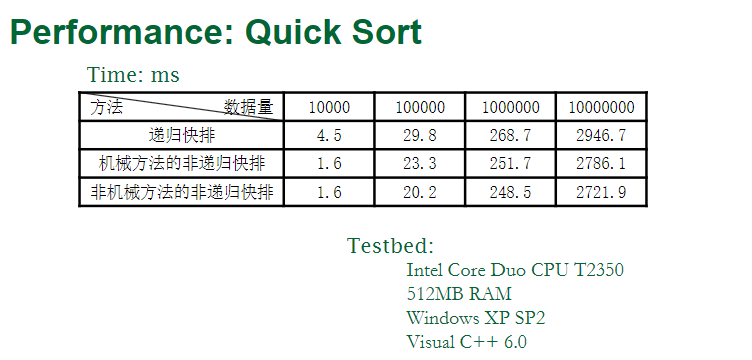 Performance: Quick Sort
Time: ms
方法 数据量 10000 100000 1000000 10000000
递归快排 4.5 29.8 268.7 2946.7
机械方法的非递归快排 1.6 23.3 251.7 2786.1
非机械方法的非递归快排 1.6 20.2 248.5 2721.9
Testbed:
Intel Core Duo CPU T2350
512MB RAM
Windows XP SP2
Visual C++ 6.0